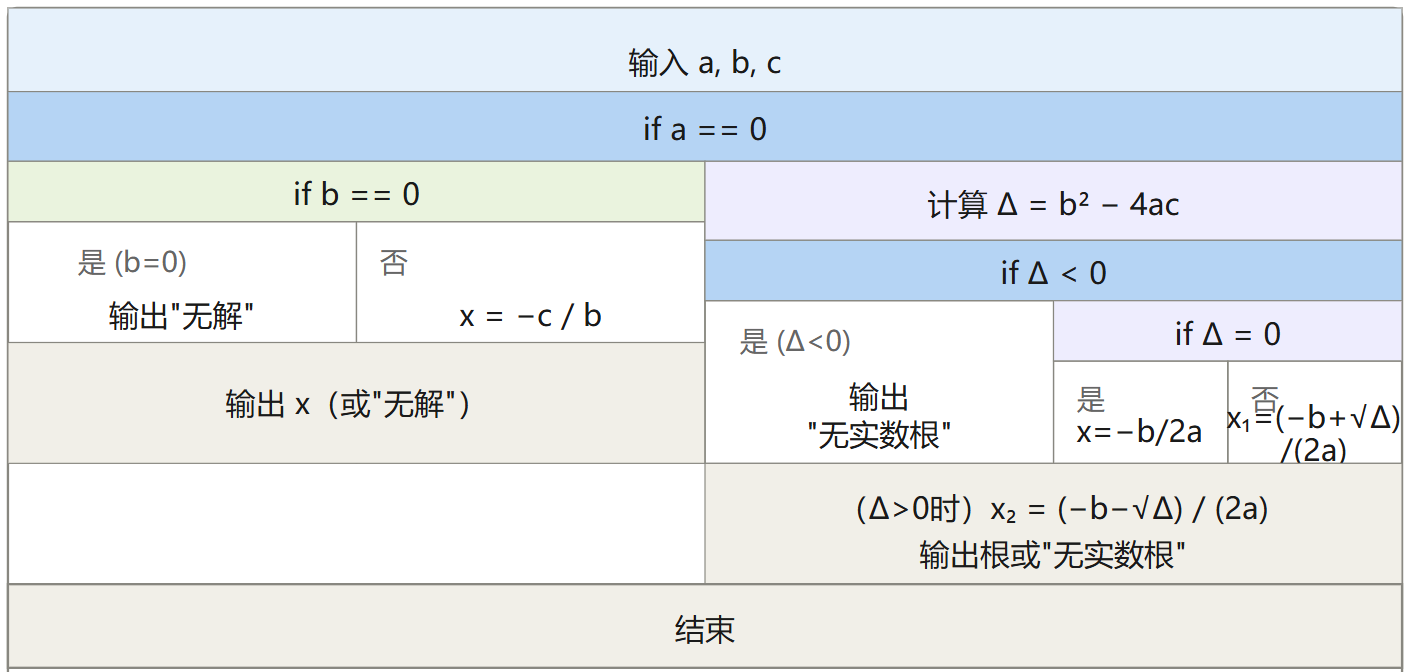 输入 a, b, c
if a == 0
if b == 0
计算 Δ = b² − 4ac
是 (b=0)
输出"无解"
否
x = −c / b
输出 x（或"无解"）
if Δ < 0
是 (Δ<0)
输出
"无实数根"
if Δ = 0
是
x=−b/2a
否
x₁=(−b+√Δ)
/(2a)
（Δ>0时）x₂ = (−b−√Δ) / (2a)
输出根或"无实数根"
结束